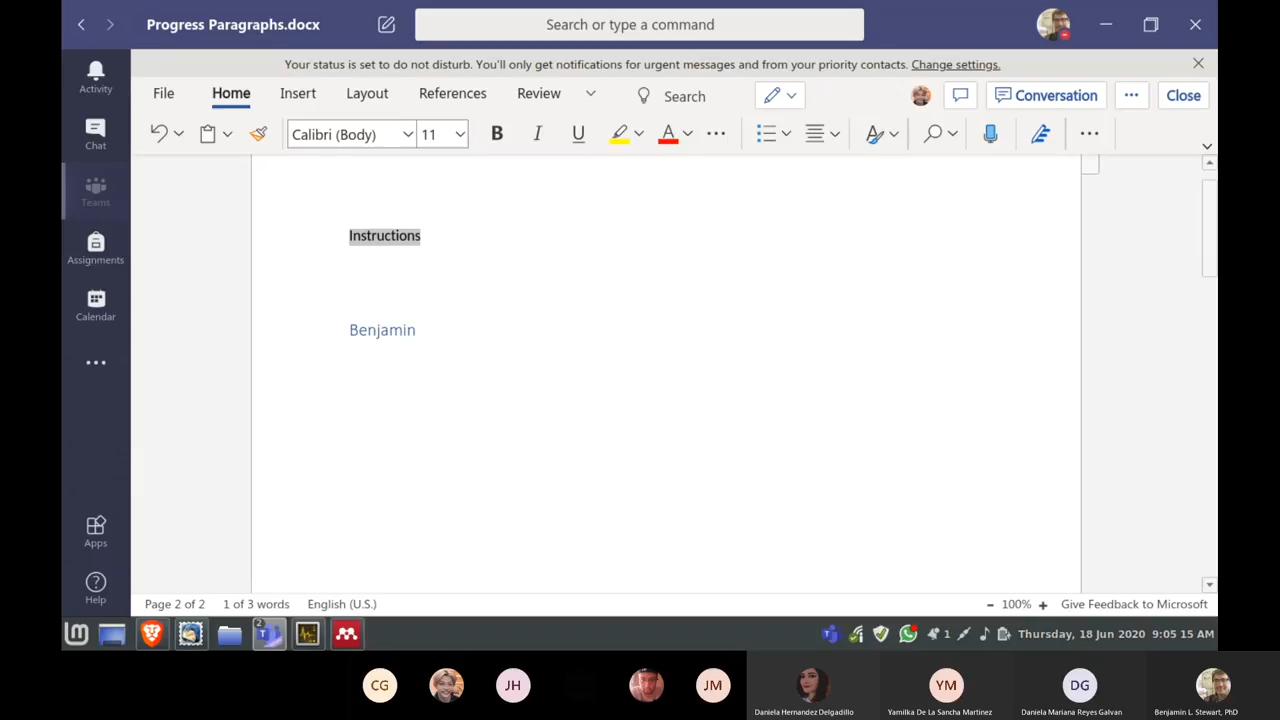 Progress Paragraphs.docx
Search or type a command
Your status is set to do not disturb. You'll only get notifications for urgent messages and from your priority contacts. Change settings.
Activity
Chat
Teams
Assignments
Calendar
Apps
Help
File Home Insert Layout References Review Search Conversation Close
Calibri (Body) 11 B I U A
Instructions
Benjamin
Page 2 of 2 1 of 3 words English (U.S.) 100% Give Feedback to Microsoft
2 1 Thursday, 18 Jun 2020 9:05:15 AM
CG JH JM YM DG
Daniela Hernandez Delgadillo Yamilka De La Sancha Martinez Daniela Mariana Reyes Galvan Benjamin L. Stewart, PhD